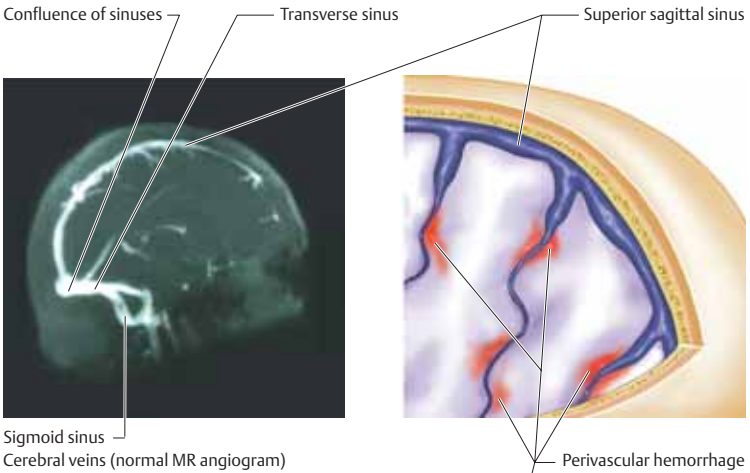 Confluence of sinuses
Transverse sinus
Superior sagittal sinus
Sigmoid sinus
Cerebral veins (normal MR angiogram)
Perivascular hemorrhage